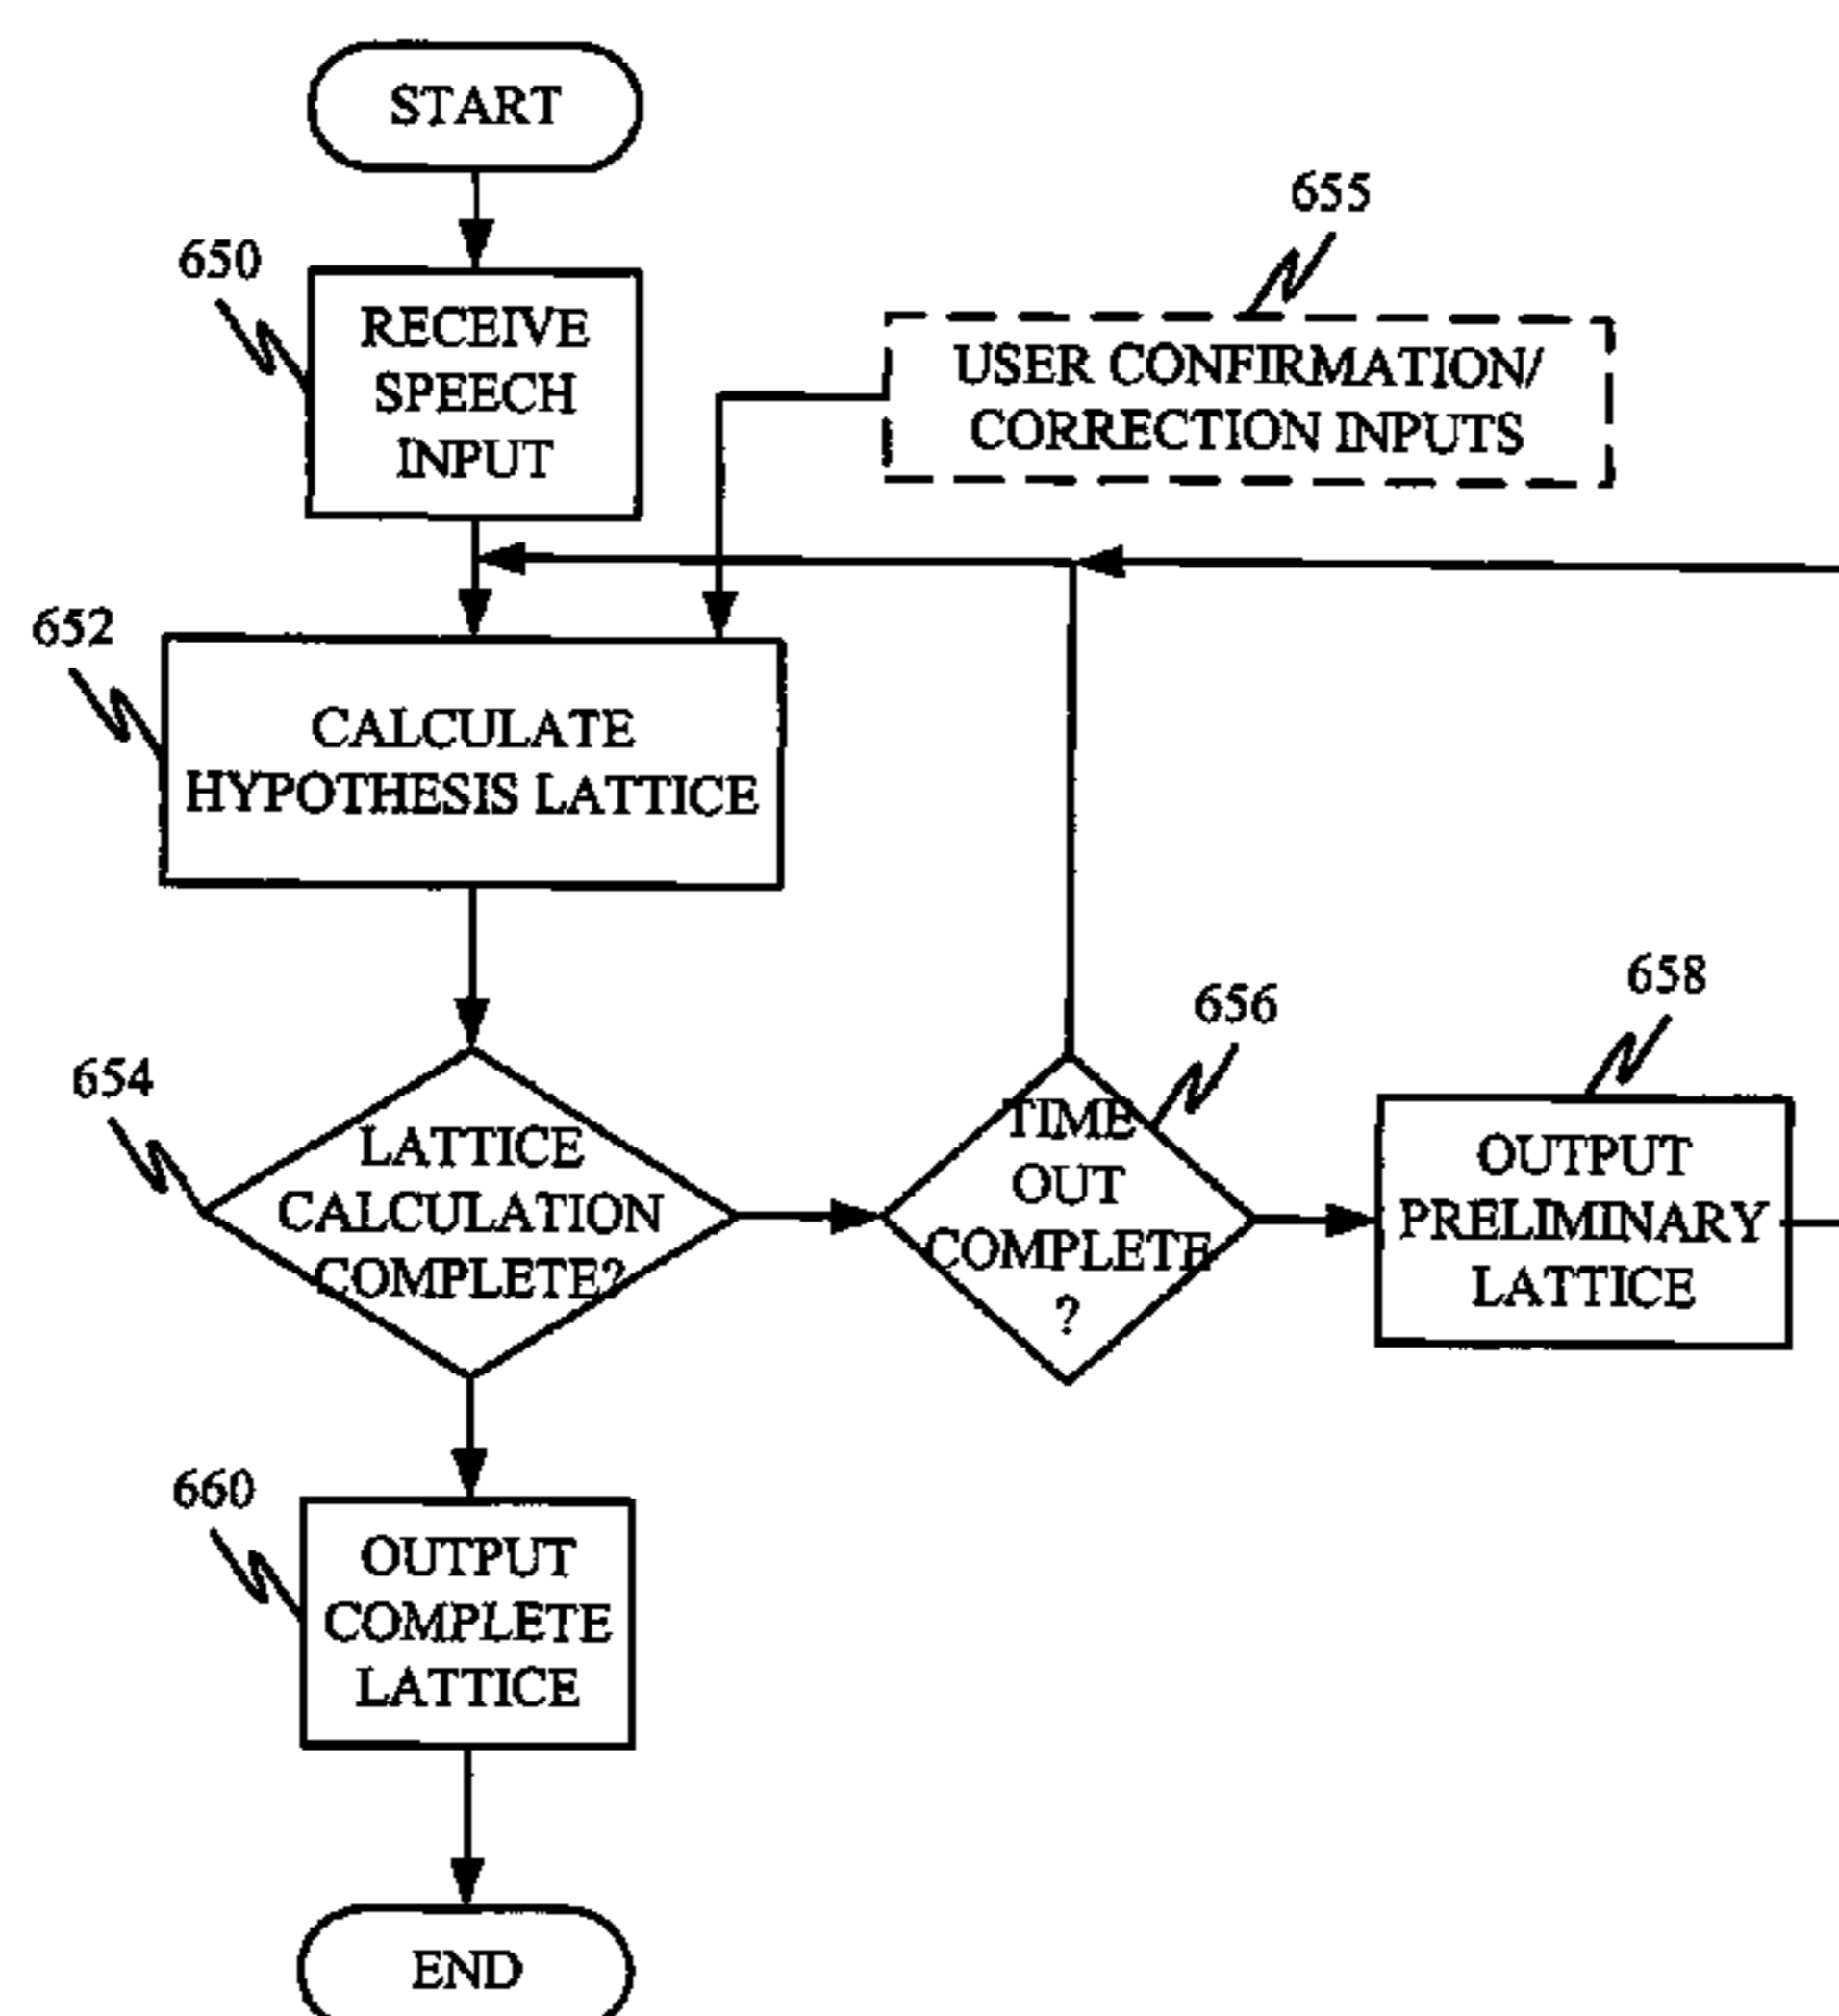 START
650
RECEIVE
SPEECH
INPUT
655
USER CONFIRMATION/
CORRECTION INPUTS
652
CALCULATE
HYPOTHESIS LATTICE
654
LATTICE
CALCULATION
COMPLETE?
656
TIME
OUT
COMPLETE
?
658
OUTPUT
PRELIMINARY
LATTICE
660
OUTPUT
COMPLETE
LATTICE
END